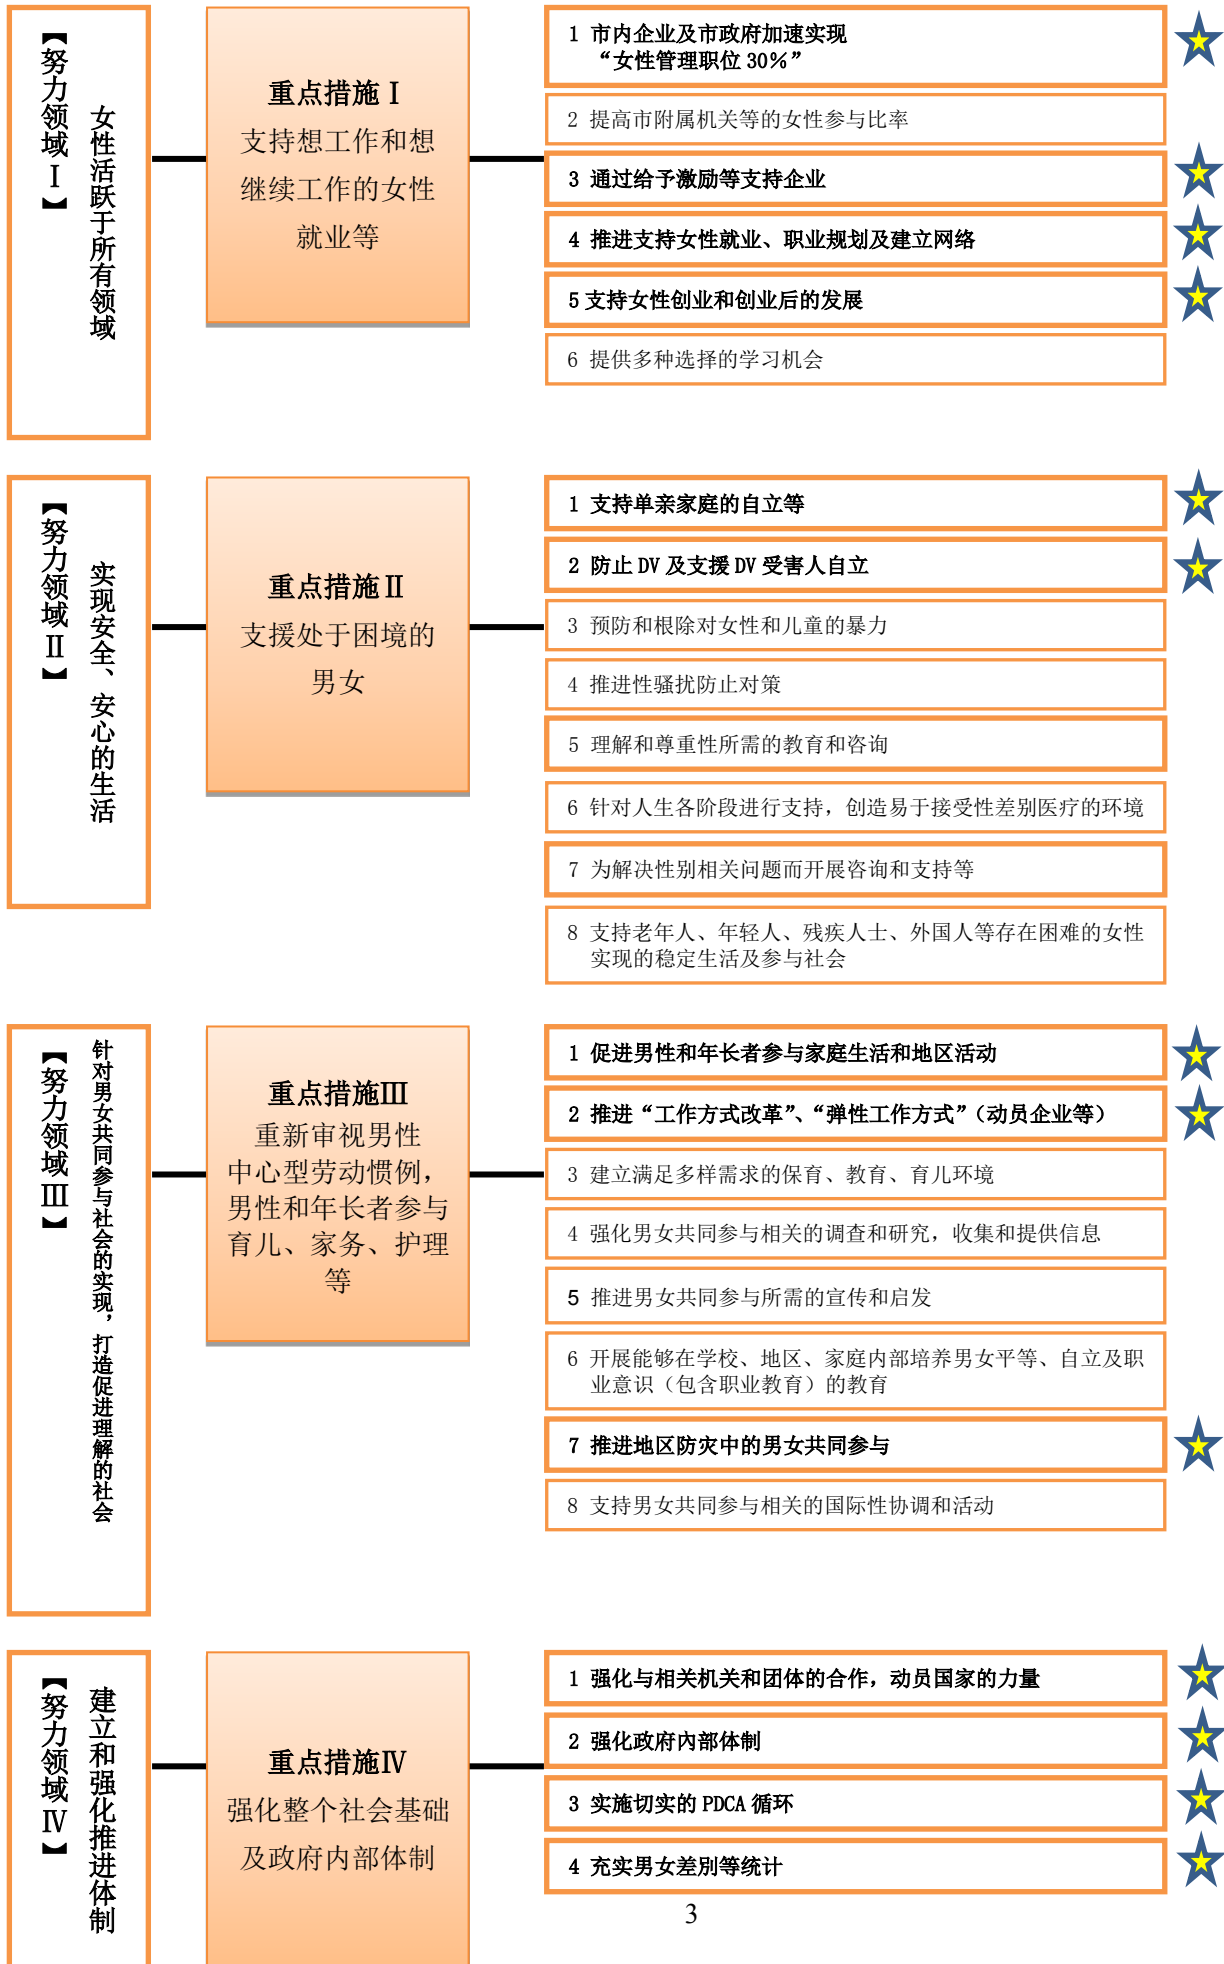 【努力领域Ⅰ】
女性活跃于所有领域
重点措施Ⅰ
支持想工作和想
继续工作的女性
就业等
1 市内企业及市政府加速实现
“女性管理职位 30％”
2 提高市附属机关等的女性参与比率
3 通过给予激励等支持企业
4 推进支持女性就业、职业规划及建立网络
5 支持女性创业和创业后的发展
6 提供多种选择的学习机会
【努力领域Ⅱ】
实现安全、安心的生活
重点措施Ⅱ
支援处于困境的
男女
1 支持单亲家庭的自立等
2 防止 DV 及支援 DV 受害人自立
3 预防和根除对女性和儿童的暴力
4 推进性骚扰防止对策
5 理解和尊重性所需的教育和咨询
6 针对人生各阶段进行支持，创造易于接受性差别医疗的环境
7 为解决性别相关问题而开展咨询和支持等
8 支持老年人、年轻人、残疾人士、外国人等存在困难的女性
实现的稳定生活及参与社会
【努力领域Ⅲ】
针对男女共同参与社会的实现，打造促进理解的社会
重点措施Ⅲ
重新审视男性
中心型劳动惯例，
男性和年长者参与
育儿、家务、护理
等
1 促进男性和年长者参与家庭生活和地区活动
2 推进“工作方式改革”、“弹性工作方式”（动员企业等）
3 建立满足多样需求的保育、教育、育儿环境
4 强化男女共同参与相关的调查和研究，收集和提供信息
5 推进男女共同参与所需的宣传和启发
6 开展能够在学校、地区、家庭内部培养男女平等、自立及职
业意识（包含职业教育）的教育
7 推进地区防灾中的男女共同参与
8 支持男女共同参与相关的国际性协调和活动
【努力领域Ⅳ】
建立和强化推进体制
重点措施Ⅳ
强化整个社会基础
及政府内部体制
1 强化与相关机关和团体的合作，动员国家的力量
2 强化政府内部体制
3 实施切实的 PDCA 循环
4 充实男女差别等统计
3